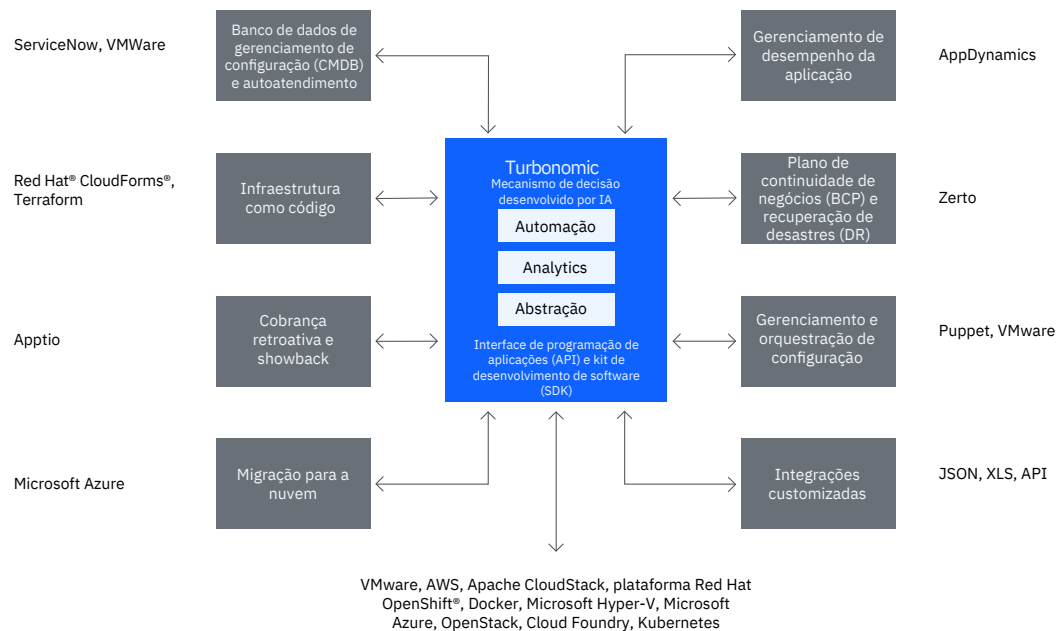 ServiceNow, VMWare
Banco de dados de
gerenciamento de
configuração (CMDB)
e autoatendimento
Gerenciamento de
desempenho da
aplicação
AppDynamics
Red Hat® CloudForms®,
Terraform
Infraestrutura
como código
Turbonomic
Mecanismo de decisão
desenvolvido por IA
Automação
Analytics
Abstração
Interface de programação de
aplicações (API) e kit de
desenvolvimento de software
(SDK)
Plano de
continuidade de
negócios (BCP) e
recuperação de
desastres (DR)
Zerto
Apptio
Cobrança
retroativa e
showback
Gerenciamento e
orquestração de
configuração
Puppet, VMware
Microsoft Azure
Migração para a
nuvem
Integrações
customizadas
JSON, XLS, API
VMware, AWS, Apache CloudStack, plataforma Red Hat
OpenShift®, Docker, Microsoft Hyper-V, Microsoft
Azure, OpenStack, Cloud Foundry, Kubernetes